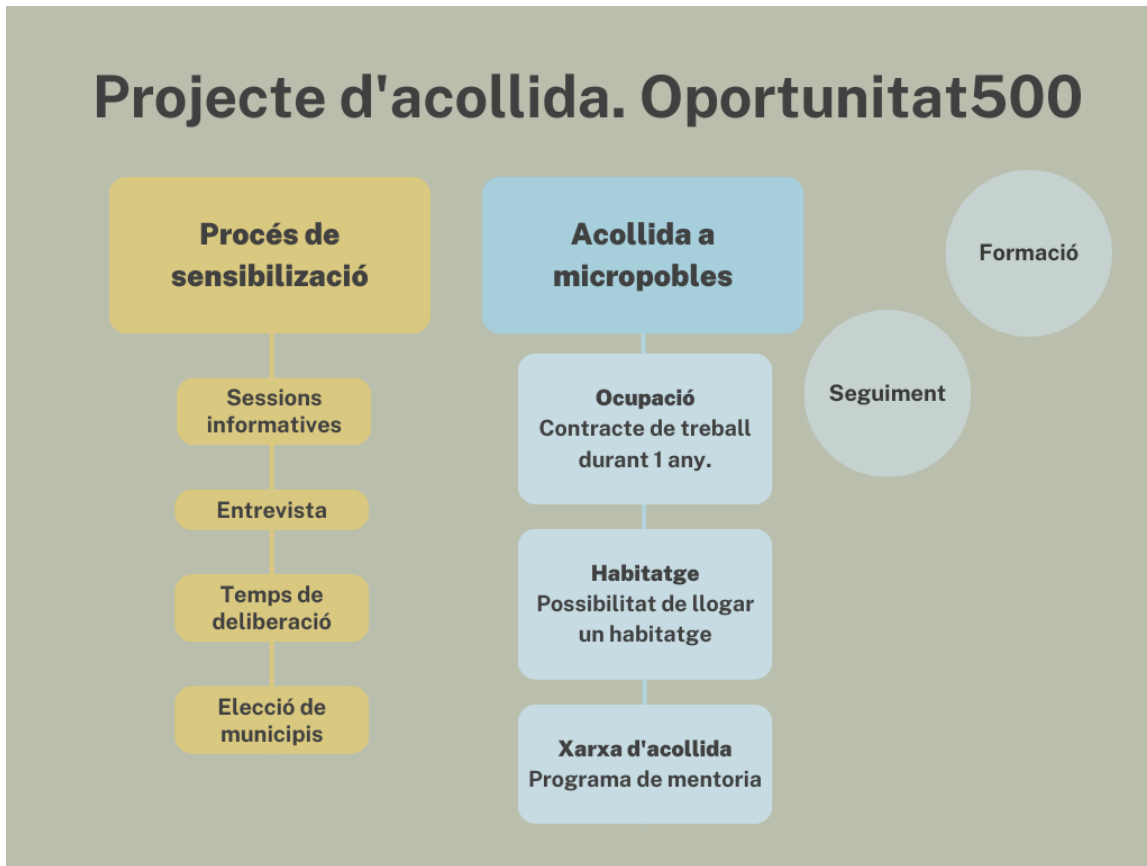 Projecte d'acollida. Oportunitat500
Procés de
sensibilizació
Sessions
informatives
Entrevista
Temps de
deliberació
Elecció de
municipis
Acollida a
micropobles
Ocupació
Contracte de treball
durant 1 any.
Habitatge
Possibilitat de llogar
un habitatge
Xarxa d'acollida
Programa de mentoria
Formació
Seguiment